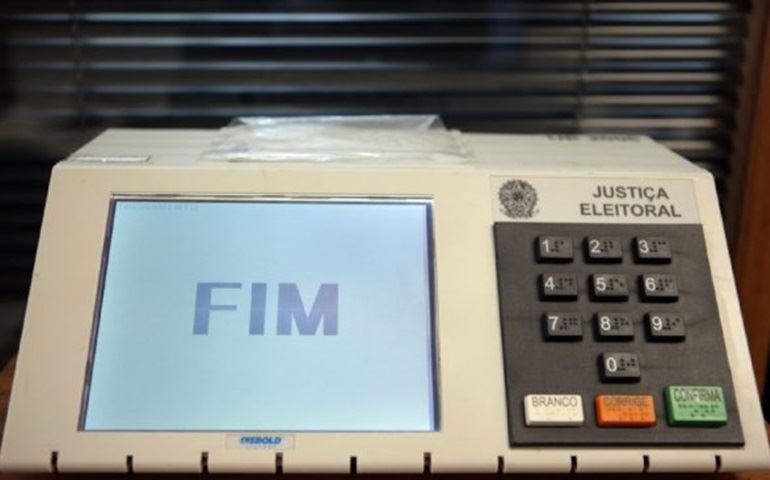 FIM
JUSTIÇA
ELEITORAL
1 2 3
4 5 6
7 8 9
0
BRANCO CORRIGE CONFIRMA
DIEBOLD